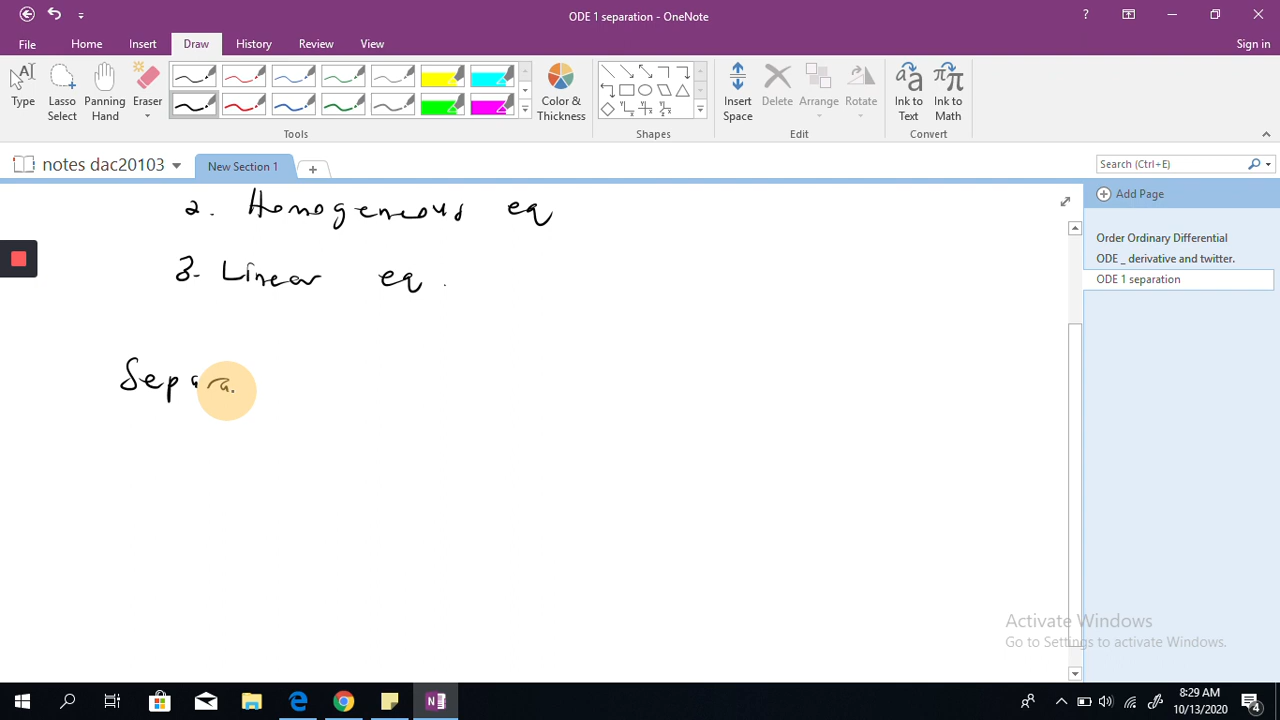 ODE 1 separation - OneNote
?
File Home Insert Draw History Review View
Sign in
Type
Lasso Select
Panning Hand
Eraser
Color & Thickness
Insert Space
Delete
Arrange
Rotate
Ink to Text
Ink to Math
Tools
Shapes
Edit
Convert
notes dac20103
New Section 1
+
Search (Ctrl+E)
Add Page
2. Homogeneous eq
3. Linear eq.
Order Ordinary Differential
ODE _ derivative and twitter.
ODE 1 separation
Separa
Activate Windows
Go to Settings to activate Windows.
8:29 AM
10/13/2020
4